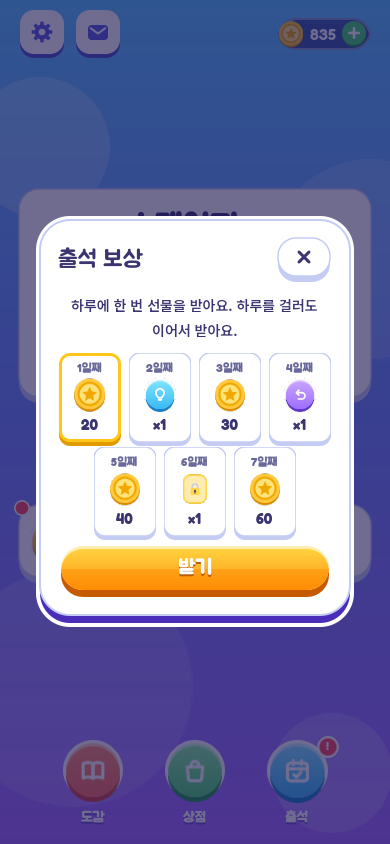 835
출석 보상
하루에 한 번 선물을 받아요. 하루를 걸러도
이어서 받아요.
1일째 2일째 3일째 4일째
20 ×1 30 ×1
5일째 6일째 7일째
40 ×1 60
받기
!
도감 상점 출석